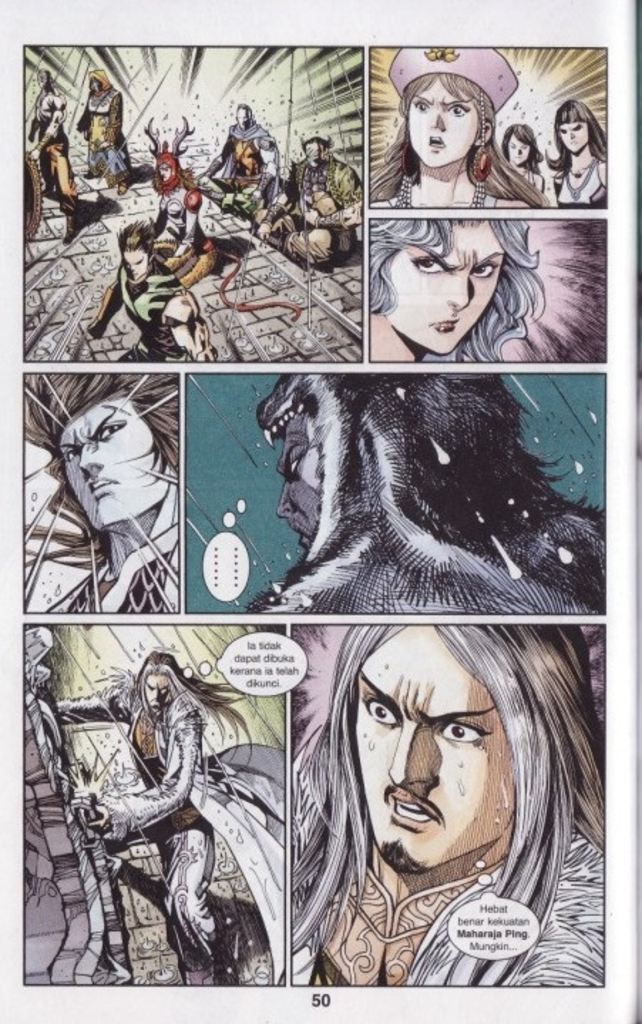 ......
Ia tidak
dapat dibuka
kerana ia telah
dikunci.
Hebat
benar kekuatan
Maharaja Ping.
Mungkin...
50